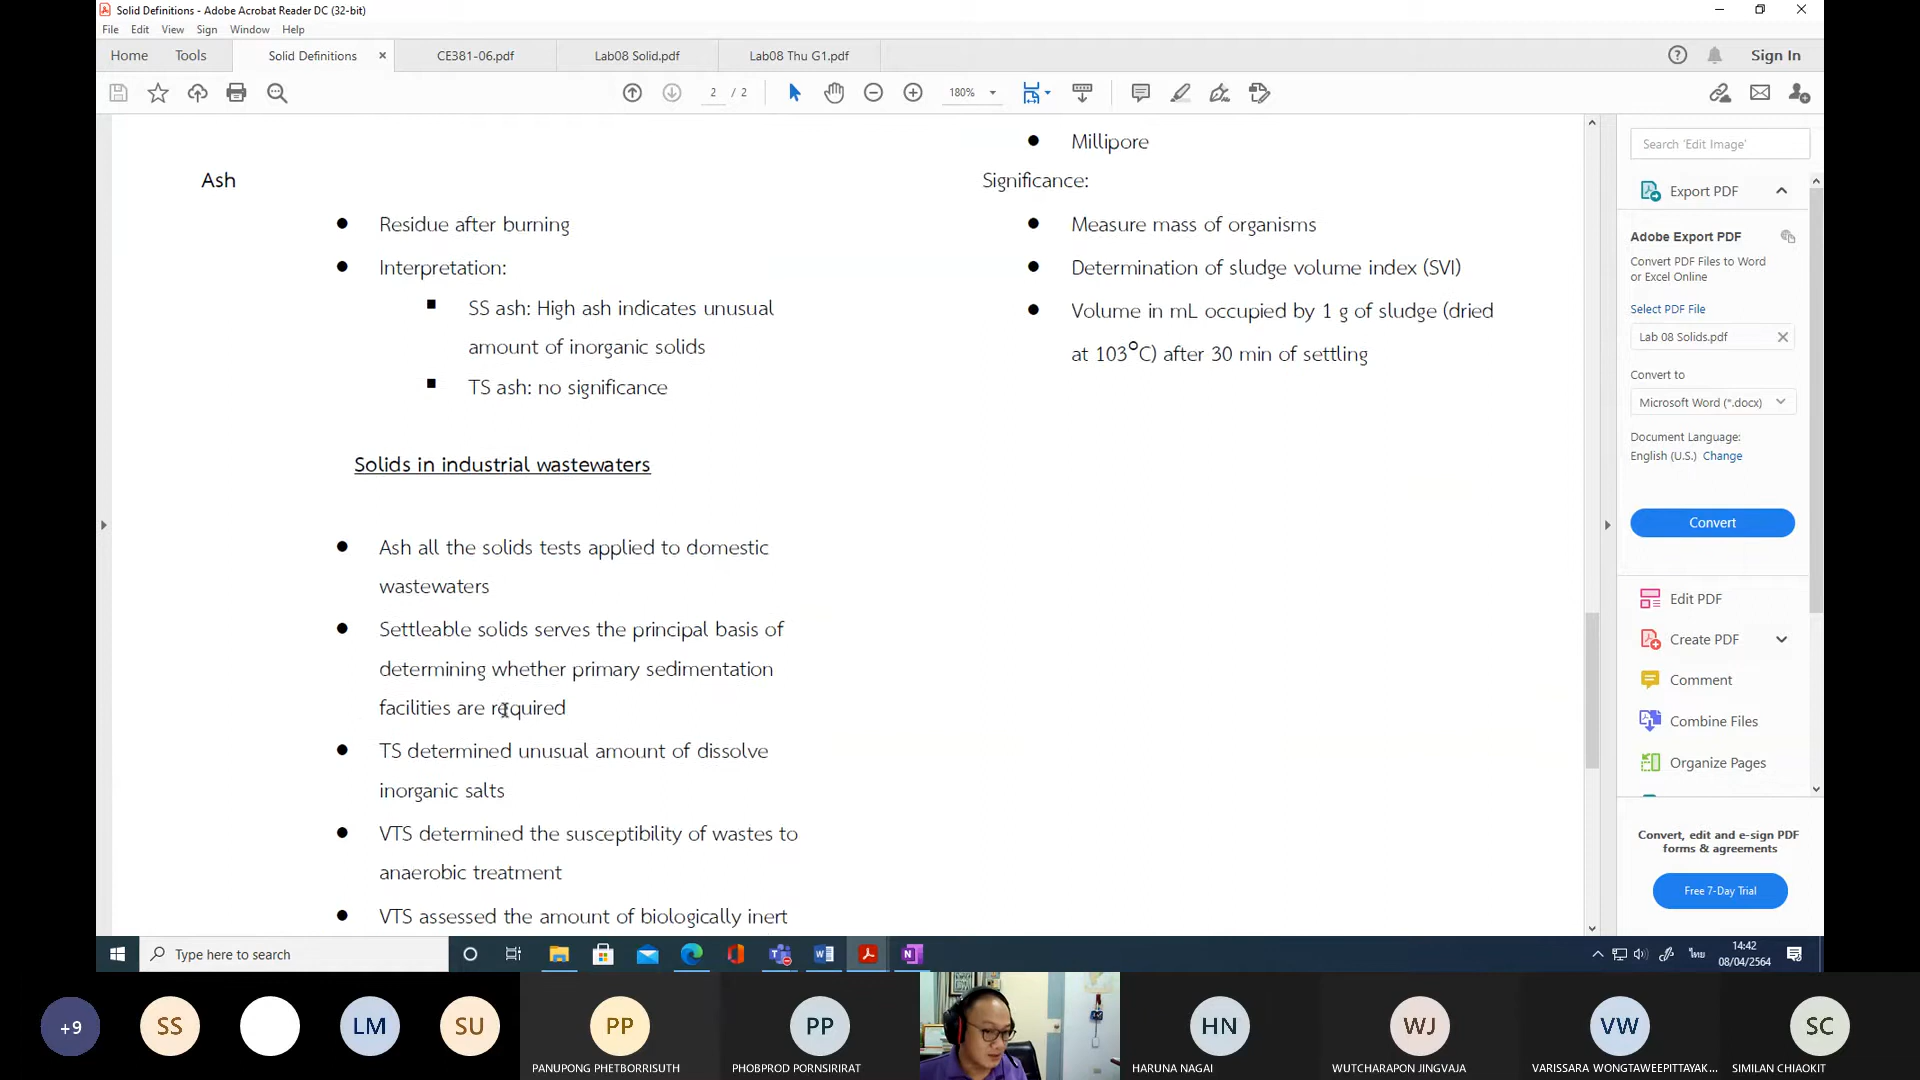 Solid Definitions - Adobe Acrobat Reader DC (32-bit)
File Edit View Sign Window Help
Home Tools Solid Definitions CE381-06.pdf Lab08 Solid.pdf Lab08 Thu G1.pdf Sign In
2 / 2 180%
Ash
• Residue after burning
• Interpretation:
▪ SS ash: High ash indicates unusual
amount of inorganic solids
▪ TS ash: no significance
Solids in industrial wastewaters
• Ash all the solids tests applied to domestic
wastewaters
• Settleable solids serves the principal basis of
determining whether primary sedimentation
facilities are required
• TS determined unusual amount of dissolve
inorganic salts
• VTS determined the susceptibility of wastes to
anaerobic treatment
• VTS assessed the amount of biologically inert
• Millipore
Significance:
• Measure mass of organisms
• Determination of sludge volume index (SVI)
• Volume in mL occupied by 1 g of sludge (dried
at 103°C) after 30 min of settling
Search 'Edit Image'
Export PDF
Adobe Export PDF
Convert PDF Files to Word
or Excel Online
Select PDF File
Lab 08 Solids.pdf
Convert to
Microsoft Word (*.docx)
Document Language:
English (U.S.) Change
Convert
Edit PDF
Create PDF
Comment
Combine Files
Organize Pages
Convert, edit and e-sign PDF
forms & agreements
Free 7-Day Trial
Type here to search
ไทย
14:42
08/04/2564
+9 SS LM SU PP PP HN WJ VW SC
PANUPONG PHETBORRISUTH PHOBPROD PORNSIRIRAT HARUNA NAGAI WUTCHARAPON JINGVAJA VARISSARA WONGTAWEEPITTAYAK... SIMILAN CHIAOKIT